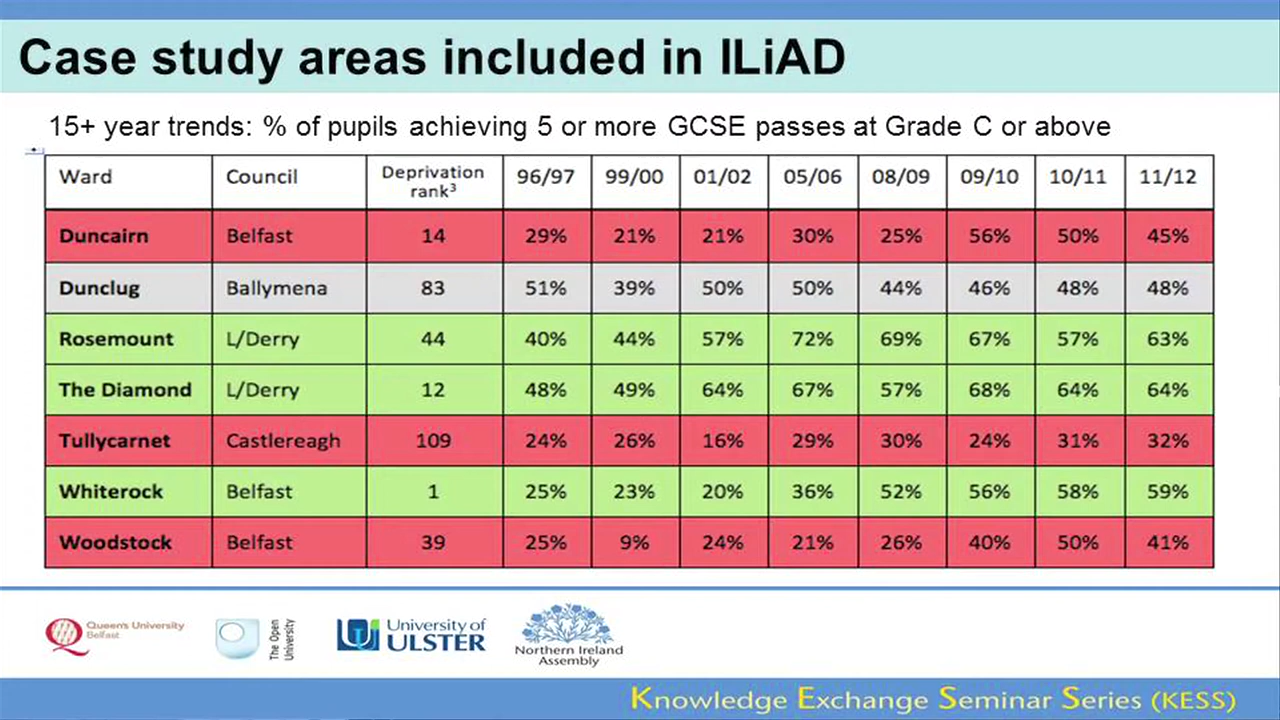 Case study areas included in ILiAD
15+ year trends: % of pupils achieving 5 or more GCSE passes at Grade C or above
Ward Council Deprivation rank³ 96/97 99/00 01/02 05/06 08/09 09/10 10/11 11/12
Duncairn Belfast 14 29% 21% 21% 30% 25% 56% 50% 45%
Dunclug Ballymena 83 51% 39% 50% 50% 44% 46% 48% 48%
Rosemount L/Derry 44 40% 44% 57% 72% 69% 67% 57% 63%
The Diamond L/Derry 12 48% 49% 64% 67% 57% 68% 64% 64%
Tullycarnet Castlereagh 109 24% 26% 16% 29% 30% 24% 31% 32%
Whiterock Belfast 1 25% 23% 20% 36% 52% 56% 58% 59%
Woodstock Belfast 39 25% 9% 24% 21% 26% 40% 50% 41%
Queen's University
Belfast
The Open
University
University of
ULSTER
Northern Ireland
Assembly
Knowledge Exchange Seminar Series (KESS)